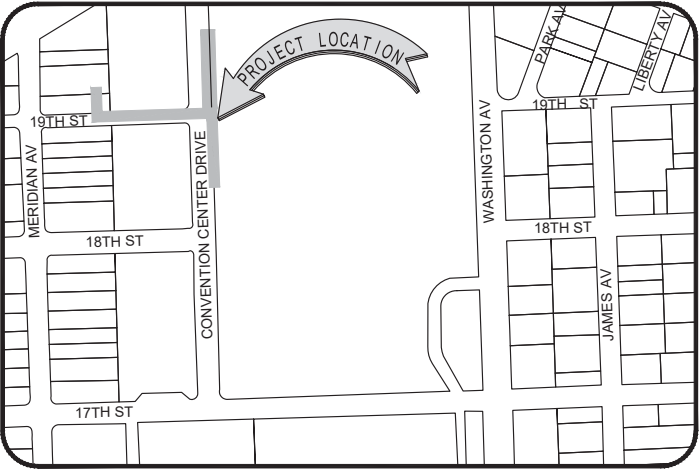 PARK AV
LIBERTY AV
PROJECT LOCATION
19TH ST
19TH ST
MERIDIAN AV
CONVENTION CENTER DRIVE
WASHINGTON AV
18TH ST
18TH ST
JAMES AV
17TH ST